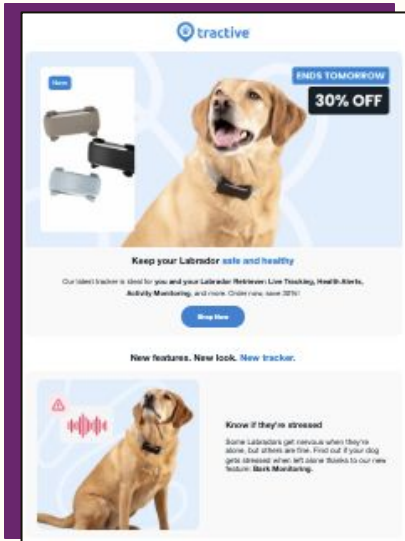 tractive
ENDS TOMORROW
30% OFF
New
Keep your Labrador safe and healthy
Our latest tracker is ideal for you and your Labrador Retriever: Live Tracking, Health Alerts,
Activity Monitoring, and more. Order now, save 30%!
Shop Now
New features. New look. New tracker.
Know if they're stressed
Some Labradors get nervous when they're
alone, but others are fine. Find out if your dog
gets stressed when left alone thanks to our new
feature: Bark Monitoring.